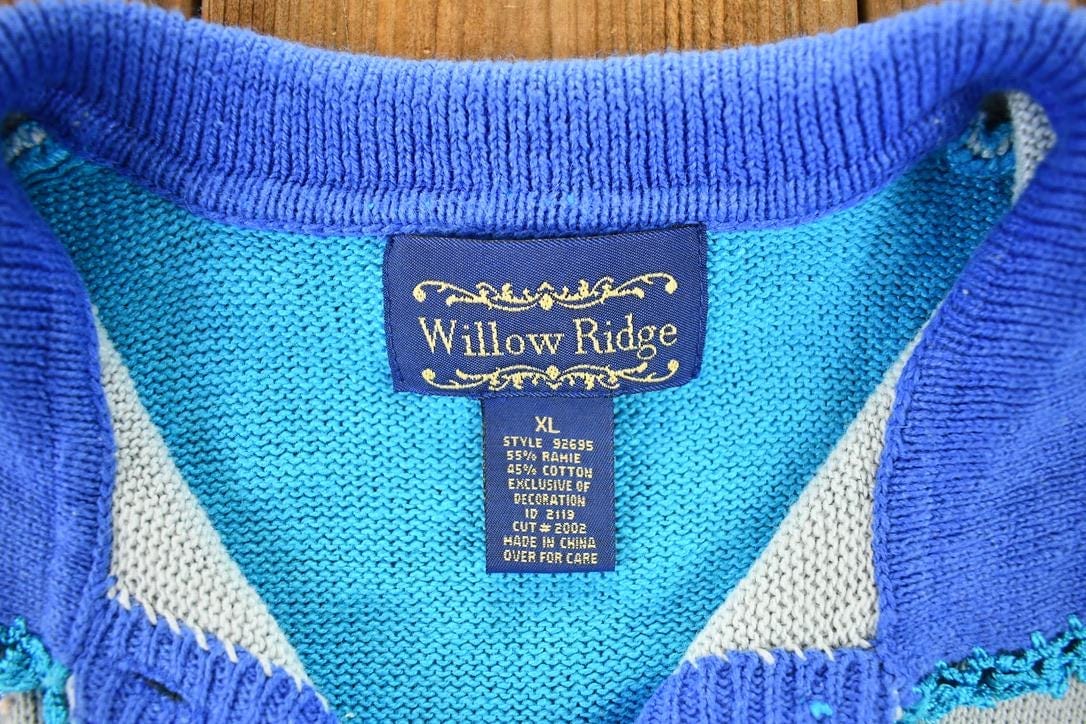 Willow Ridge
XL
STYLE 92695
55% RAMIE
45% COTTON
EXCLUSIVE OF
DECORATION
ID 2119
CUT # 2002
MADE IN CHINA
OVER FOR CARE